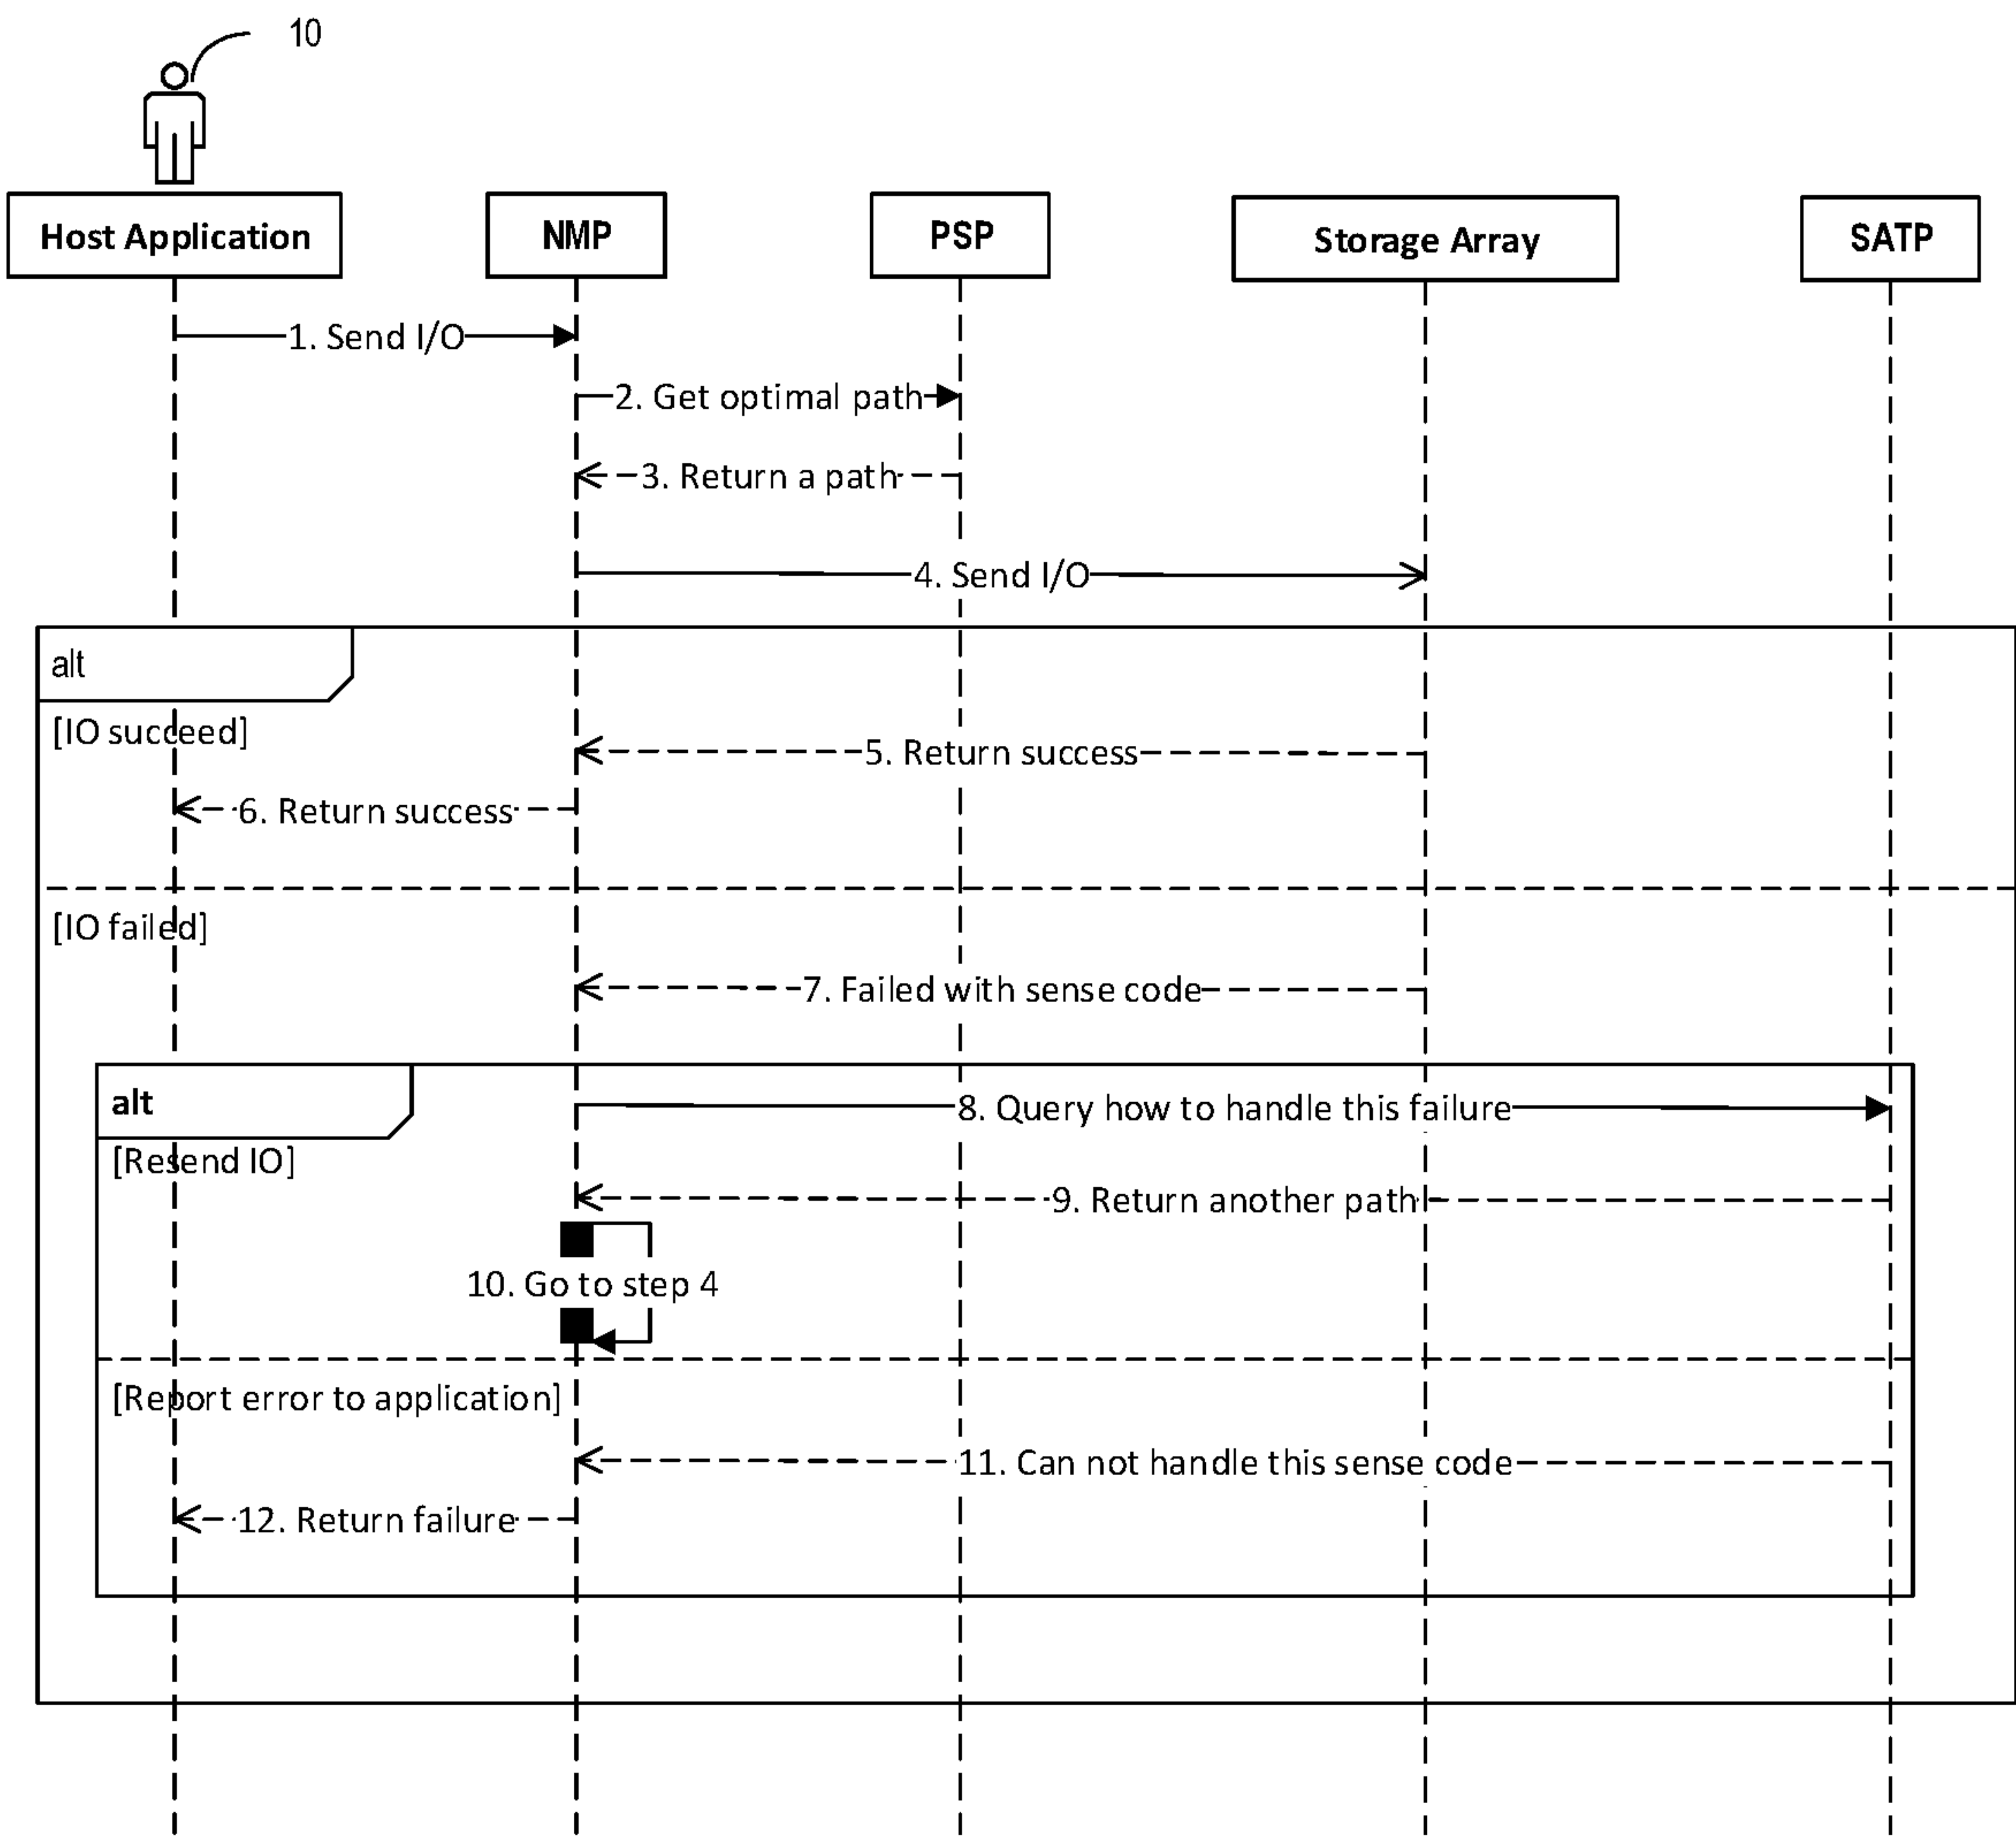 10
Host Application
NMP
PSP
Storage Array
SATP
1. Send I/O
2. Get optimal path
3. Return a path
4. Send I/O
alt
[IO succeed]
5. Return success
6. Return success
[IO failed]
7. Failed with sense code
alt
8. Query how to handle this failure
[Resend IO]
9. Return another path
10. Go to step 4
[Report error to application]
11. Can not handle this sense code
12. Return failure